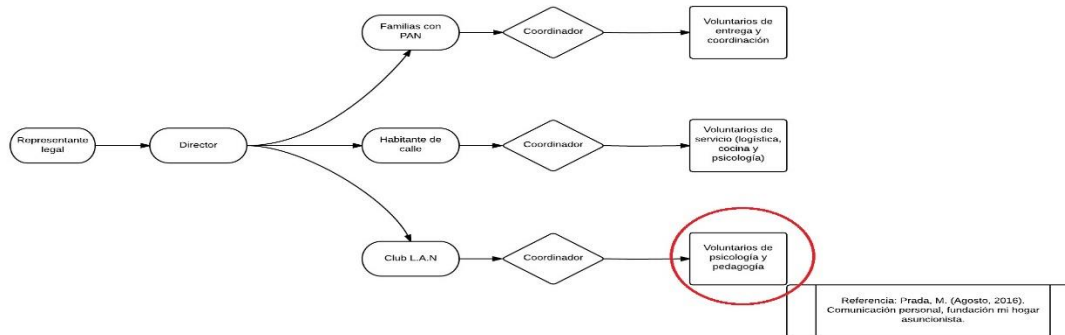 Familias con
PAN
Coordinador
Voluntarios de
entrega y
coordinación
Representante
legal
Director
Habitante de
calle
Coordinador
Voluntarios de
servicio (logística,
cocina y
psicología)
Club L.A.N
Coordinador
Voluntarios de
psicología y
pedagogía
Referencia: Prada, M. (Agosto, 2016).
Comunicación personal, fundación mi hogar
asuncionista.